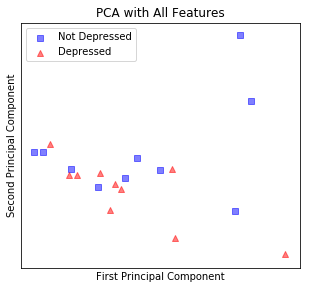 PCA with All Features
Not Depressed
Depressed
Second Principal Component
First Principal Component